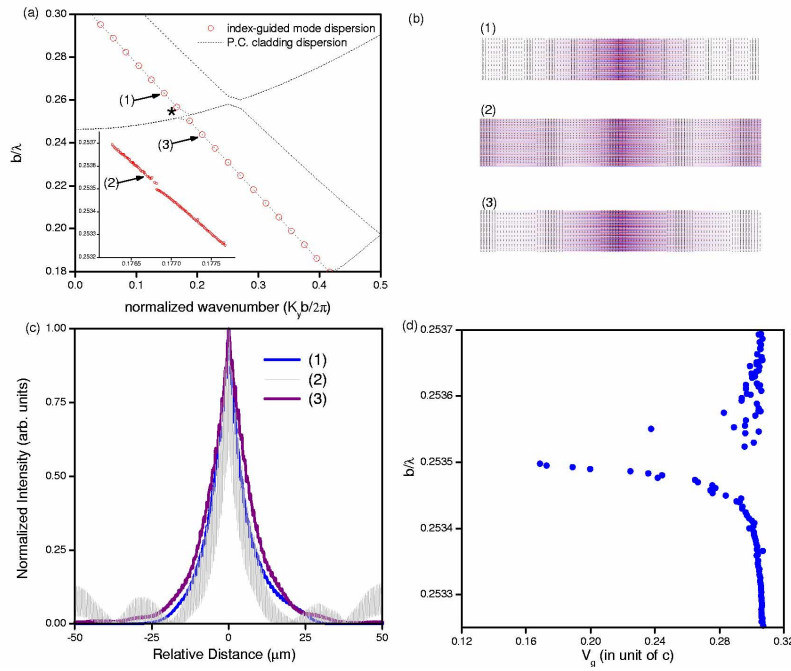 (a)
0.30
0.28
0.26
0.24
0.22
0.20
0.18
b/λ
index-guided mode dispersion
P.C. cladding dispersion
(1)
*
(3)
0.2537
0.2536
0.2535
0.2534
0.2533
0.2532
(2)
0.1765 0.1770 0.1775
0.0 0.1 0.2 0.3 0.4 0.5
normalized wavenumber (Kyb/2π)
(b)
(1)
(2)
(3)
(c)
1.00
0.75
0.50
0.25
0.00
Normalized Intensity (arb. units)
(1)
(2)
(3)
-50 -25 0 25 50
Relative Distance (μm)
(d)
0.2537
0.2536
0.2535
0.2534
0.2533
b/λ
0.12 0.16 0.20 0.24 0.28 0.32
Vg (in unit of c)